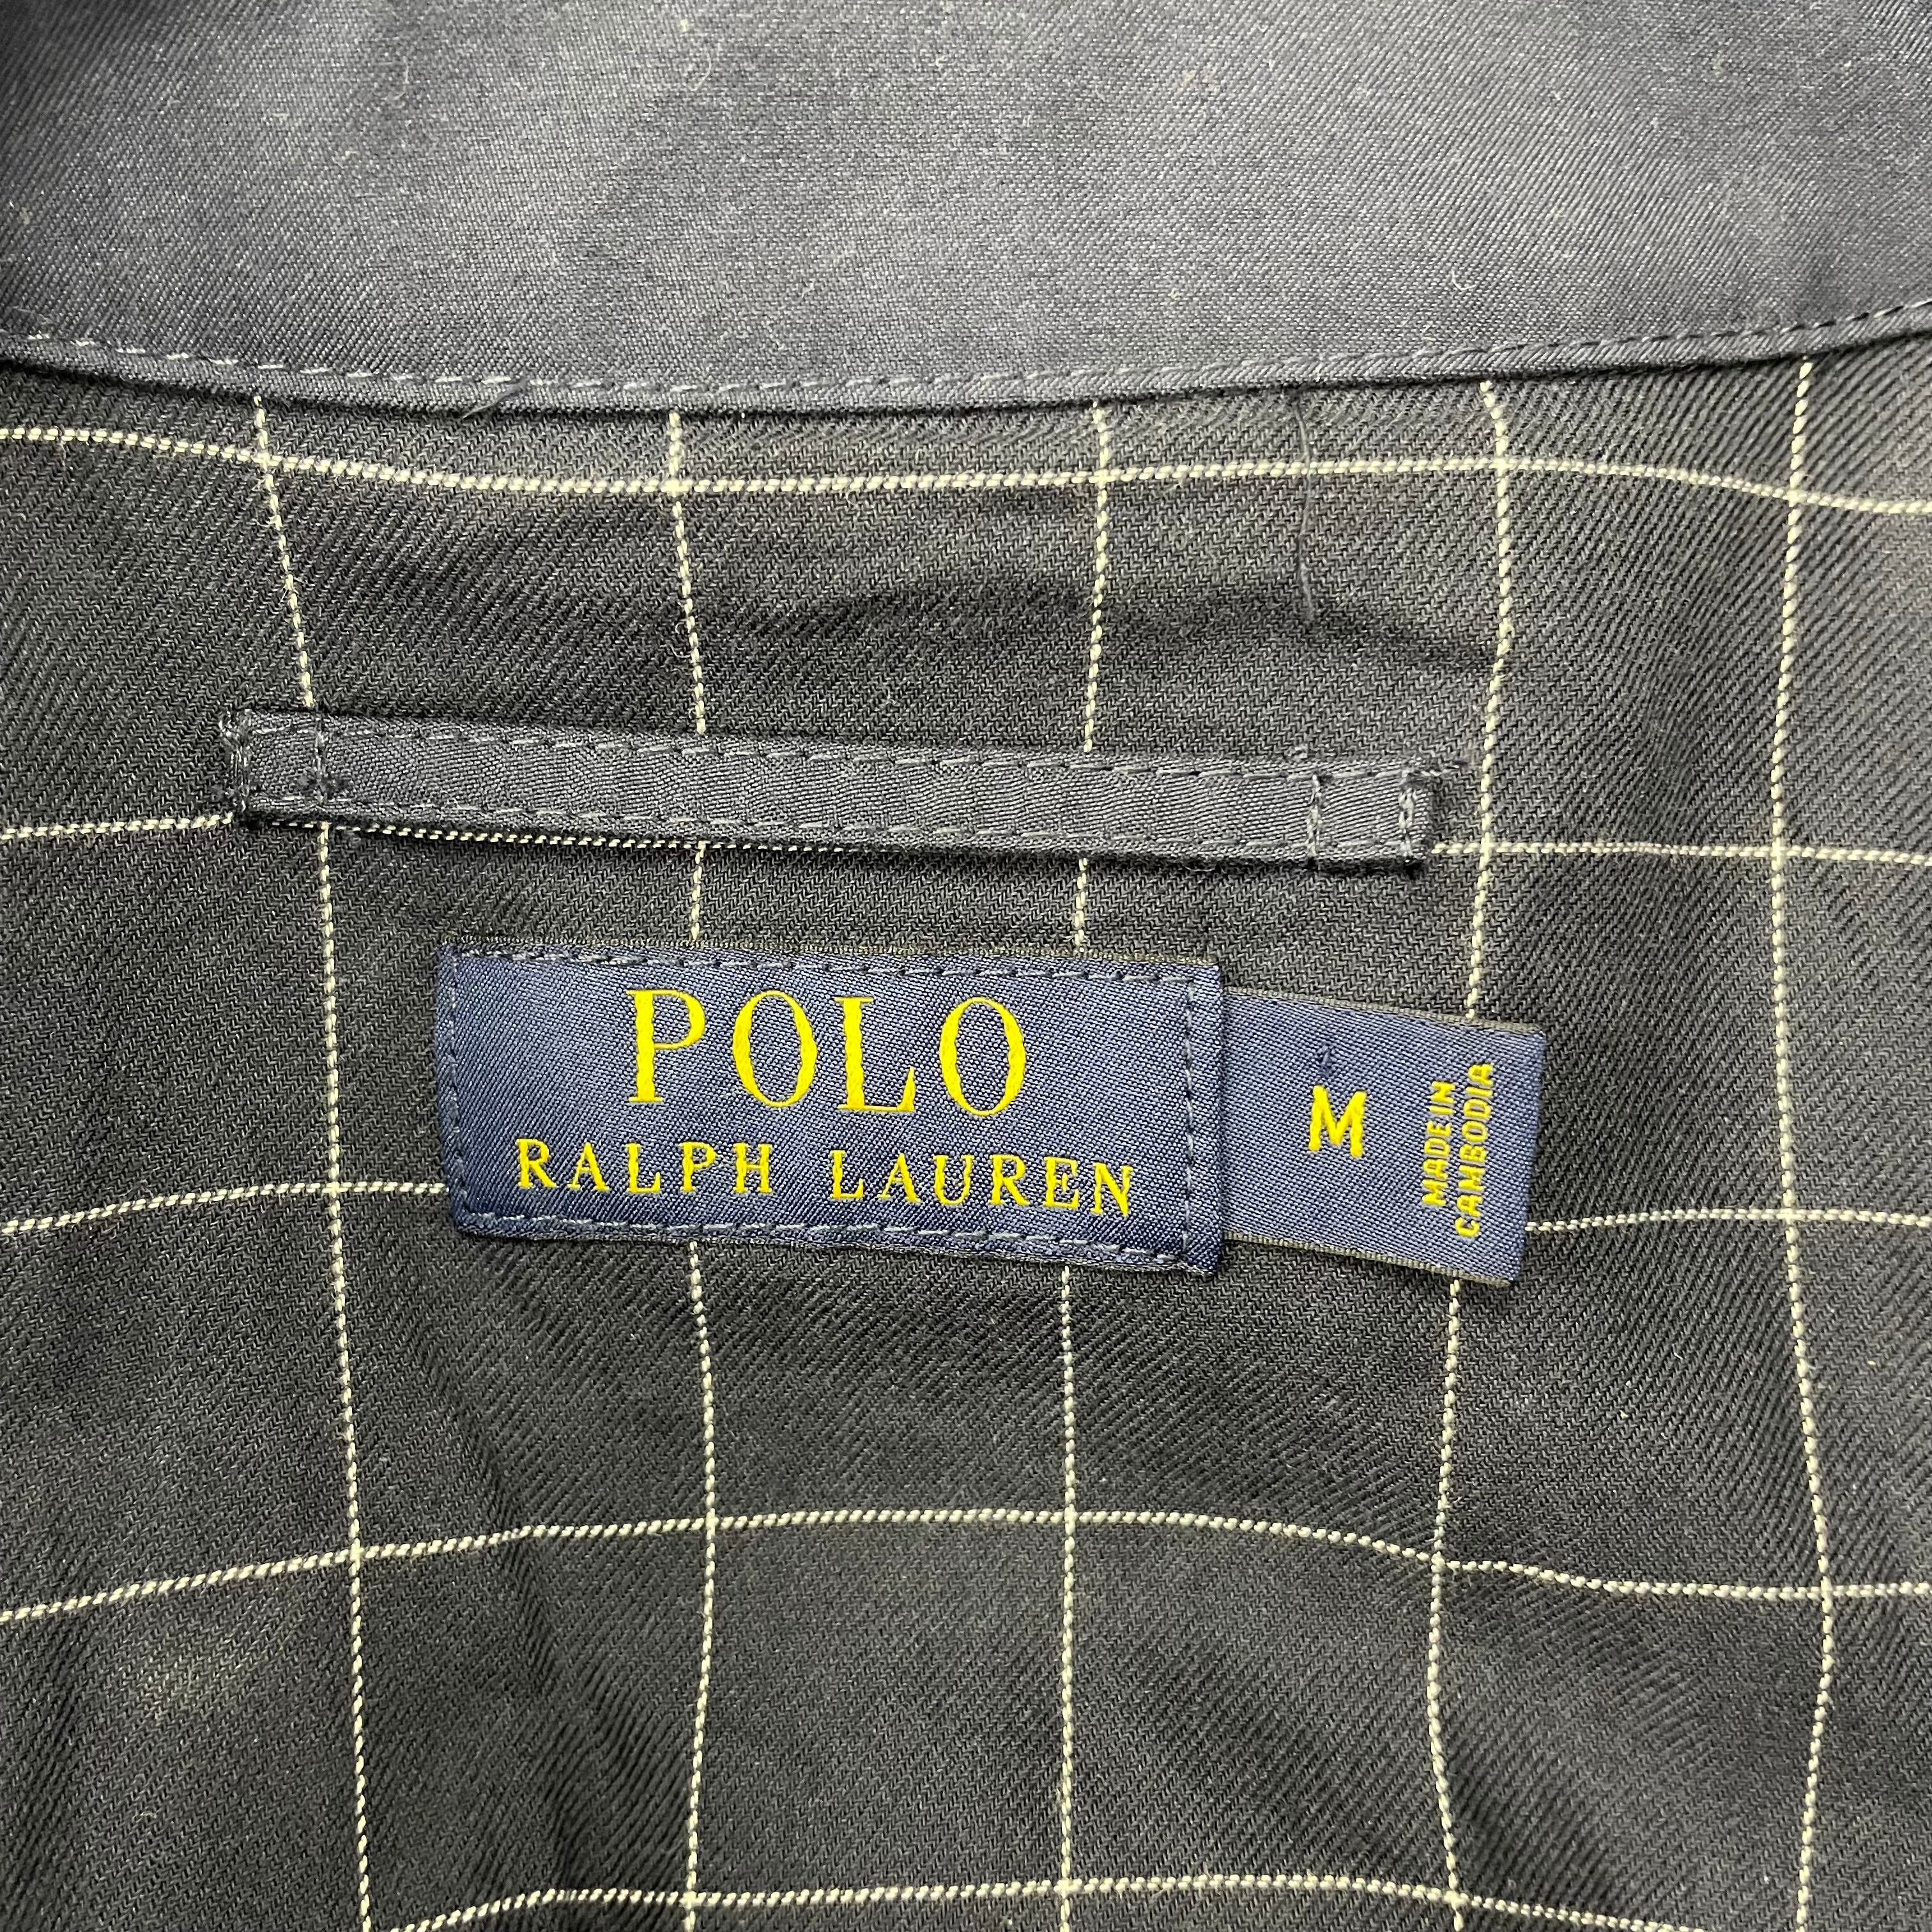 POLO
RALPH LAUREN
M
MADE IN
CAMBODIA